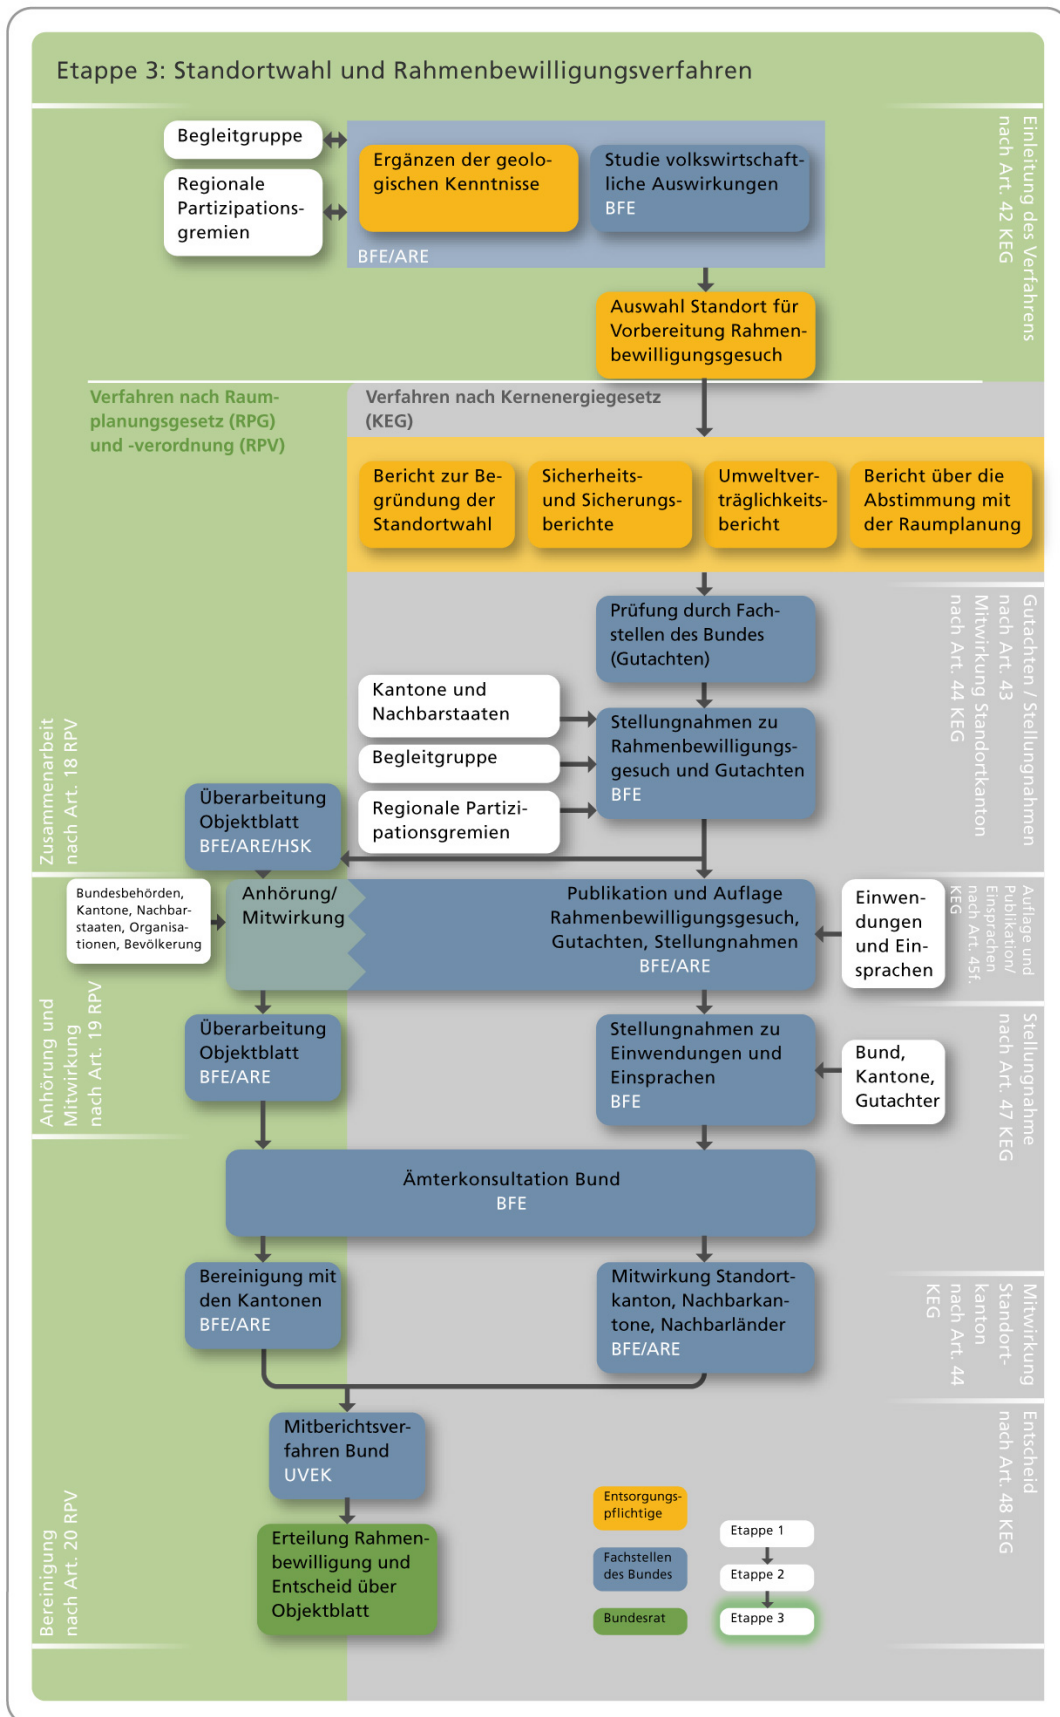 Etappe 3: Standortwahl und Rahmenbewilligungsverfahren
Einleitung des Verfahrens
nach Art. 42 KEG
Begleitgruppe
Regionale
Partizipations-
gremien
Ergänzen der geolo-
gischen Kenntnisse
Studie volkswirtschaft-
liche Auswirkungen
BFE
BFE/ARE
Auswahl Standort für
Vorbereitung Rahmen-
bewilligungsgesuch
Verfahren nach Raum-
planungsgesetz (RPG)
und -verordnung (RPV)
Verfahren nach Kernenergiegesetz
(KEG)
Bericht zur Be-
gründung der
Standortwahl
Sicherheits-
und Sicherungs-
berichte
Umweltver-
träglichkeits-
bericht
Bericht über die
Abstimmung mit
der Raumplanung
Gutachten / Stellungnahmen
nach Art. 43
Mitwirkung Standortkanton
nach Art. 44 KEG
Prüfung durch Fach-
stellen des Bundes
(Gutachten)
Kantone und
Nachbarstaaten
Begleitgruppe
Regionale Partizi-
pationsgremien
Stellungnahmen zu
Rahmenbewilligungs-
gesuch und Gutachten
BFE
Zusammenarbeit
nach Art. 18 RPV
Überarbeitung
Objektblatt
BFE/ARE/HSK
Bundesbehörden,
Kantone, Nachbar-
staaten, Organisa-
tionen, Bevölkerung
Anhörung/
Mitwirkung
Publikation und Auflage
Rahmenbewilligungsgesuch,
Gutachten, Stellungnahmen
BFE/ARE
Einwen-
dungen
und Ein-
sprachen
Auflage und
Publikation/
Einsprachen
nach Art. 45f.
KEG
Anhörung und
Mitwirkung
nach Art. 19 RPV
Überarbeitung
Objektblatt
BFE/ARE
Stellungnahmen zu
Einwendungen und
Einsprachen
BFE
Bund,
Kantone,
Gutachter
Stellungnahme
nach Art. 47 KEG
Ämterkonsultation Bund
BFE
Bereinigung mit
den Kantonen
BFE/ARE
Mitwirkung Standort-
kanton, Nachbarkan-
tone, Nachbarländer
BFE/ARE
Mitwirkung
Standort-
kanton
nach Art. 44
KEG
Mitberichtsver-
fahren Bund
UVEK
Entscheid
nach Art. 48 KEG
Bereinigung
nach Art. 20 RPV
Erteilung Rahmen-
bewilligung und
Entscheid über
Objektblatt
Entsorgungs-
pflichtige
Fachstellen
des Bundes
Bundesrat
Etappe 1
Etappe 2
Etappe 3